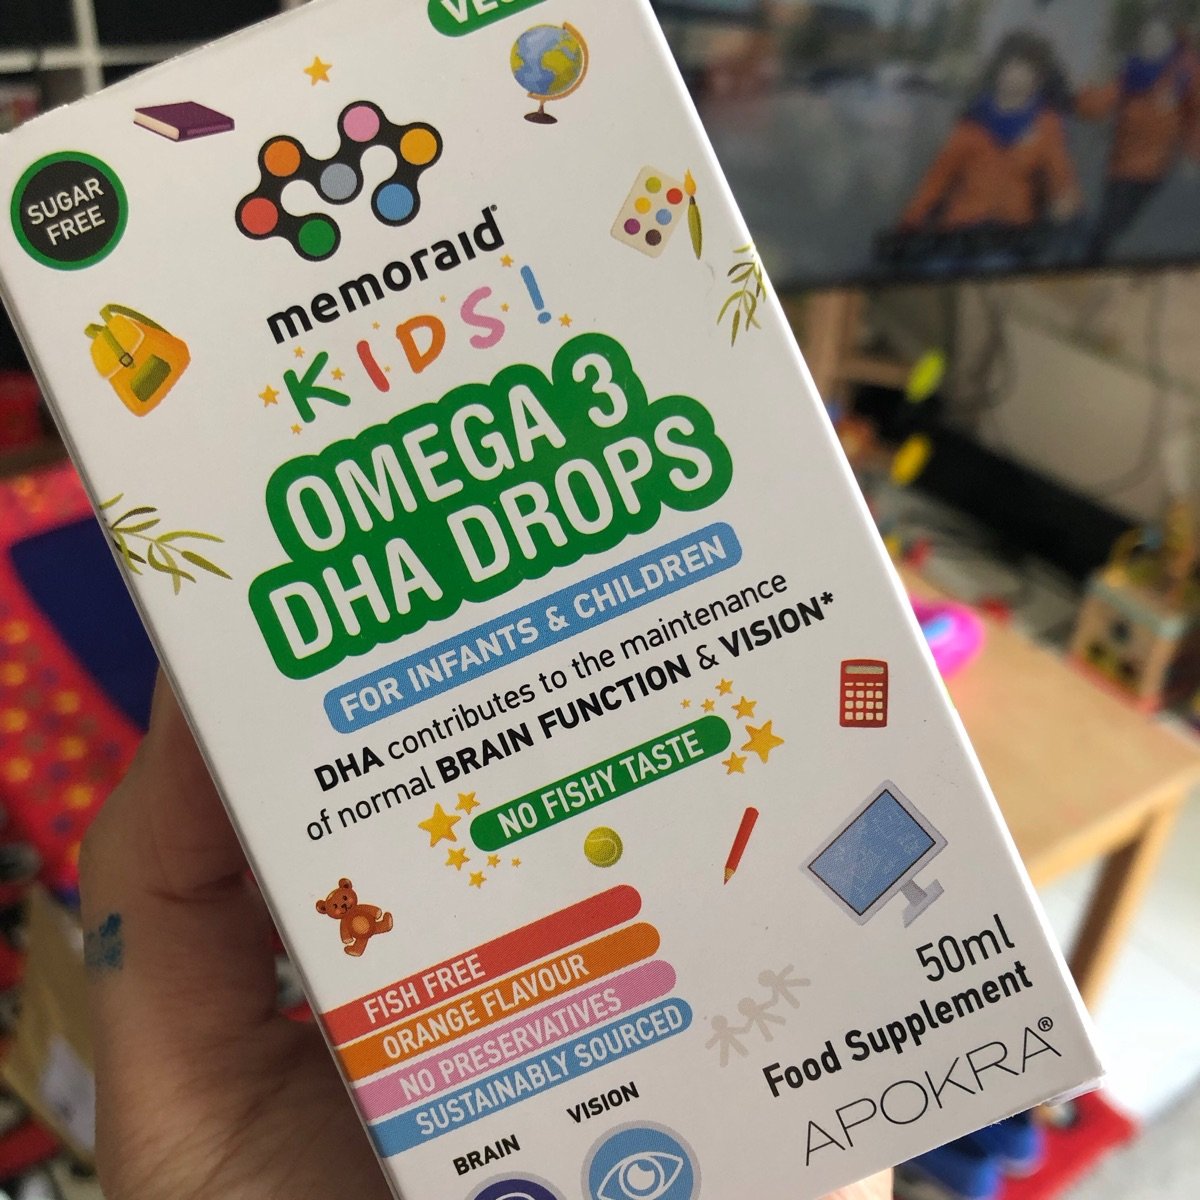 SUGAR
FREE
memoraid®
KIDS!
OMEGA 3
DHA DROPS
FOR INFANTS & CHILDREN
DHA contributes to the maintenance
of normal BRAIN FUNCTION & VISION*
NO FISHY TASTE
FISH FREE
ORANGE FLAVOUR
NO PRESERVATIVES
SUSTAINABLY SOURCED
BRAIN
VISION
50ml
Food Supplement
APOKRA®